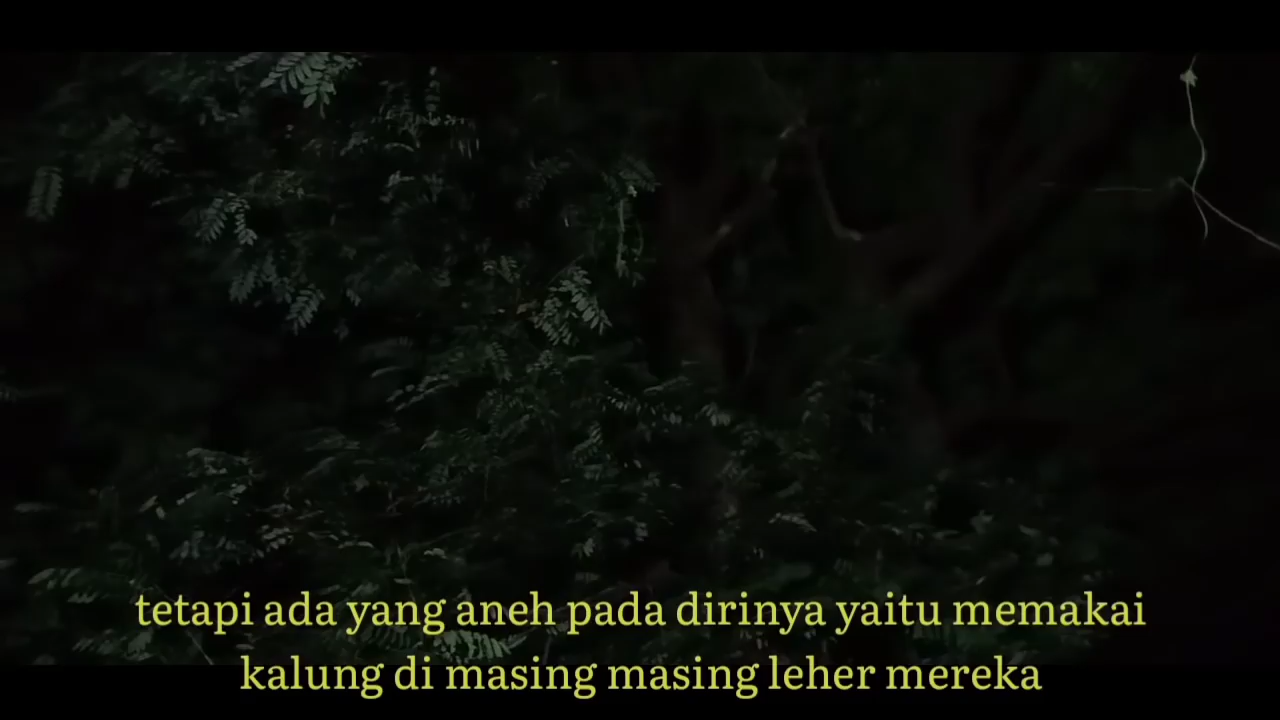 tetapi ada yang aneh pada dirinya yaitu memakai
kalung di masing masing leher mereka